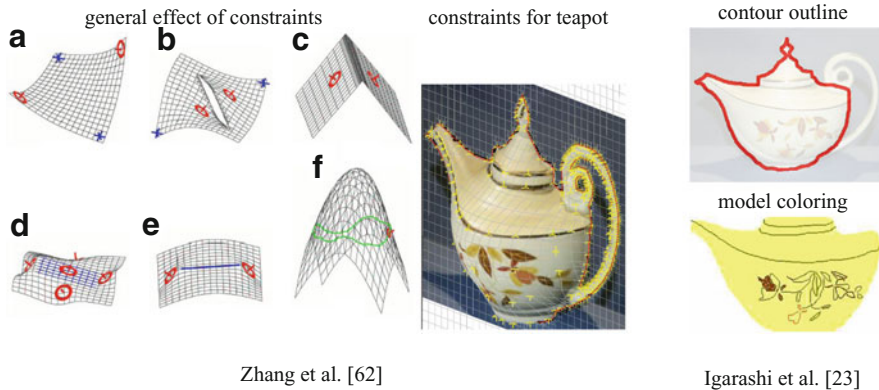 general effect of constraints
constraints for teapot
contour outline
a
b
c
f
d
e
model coloring
Zhang et al. [62]
Igarashi et al. [23]